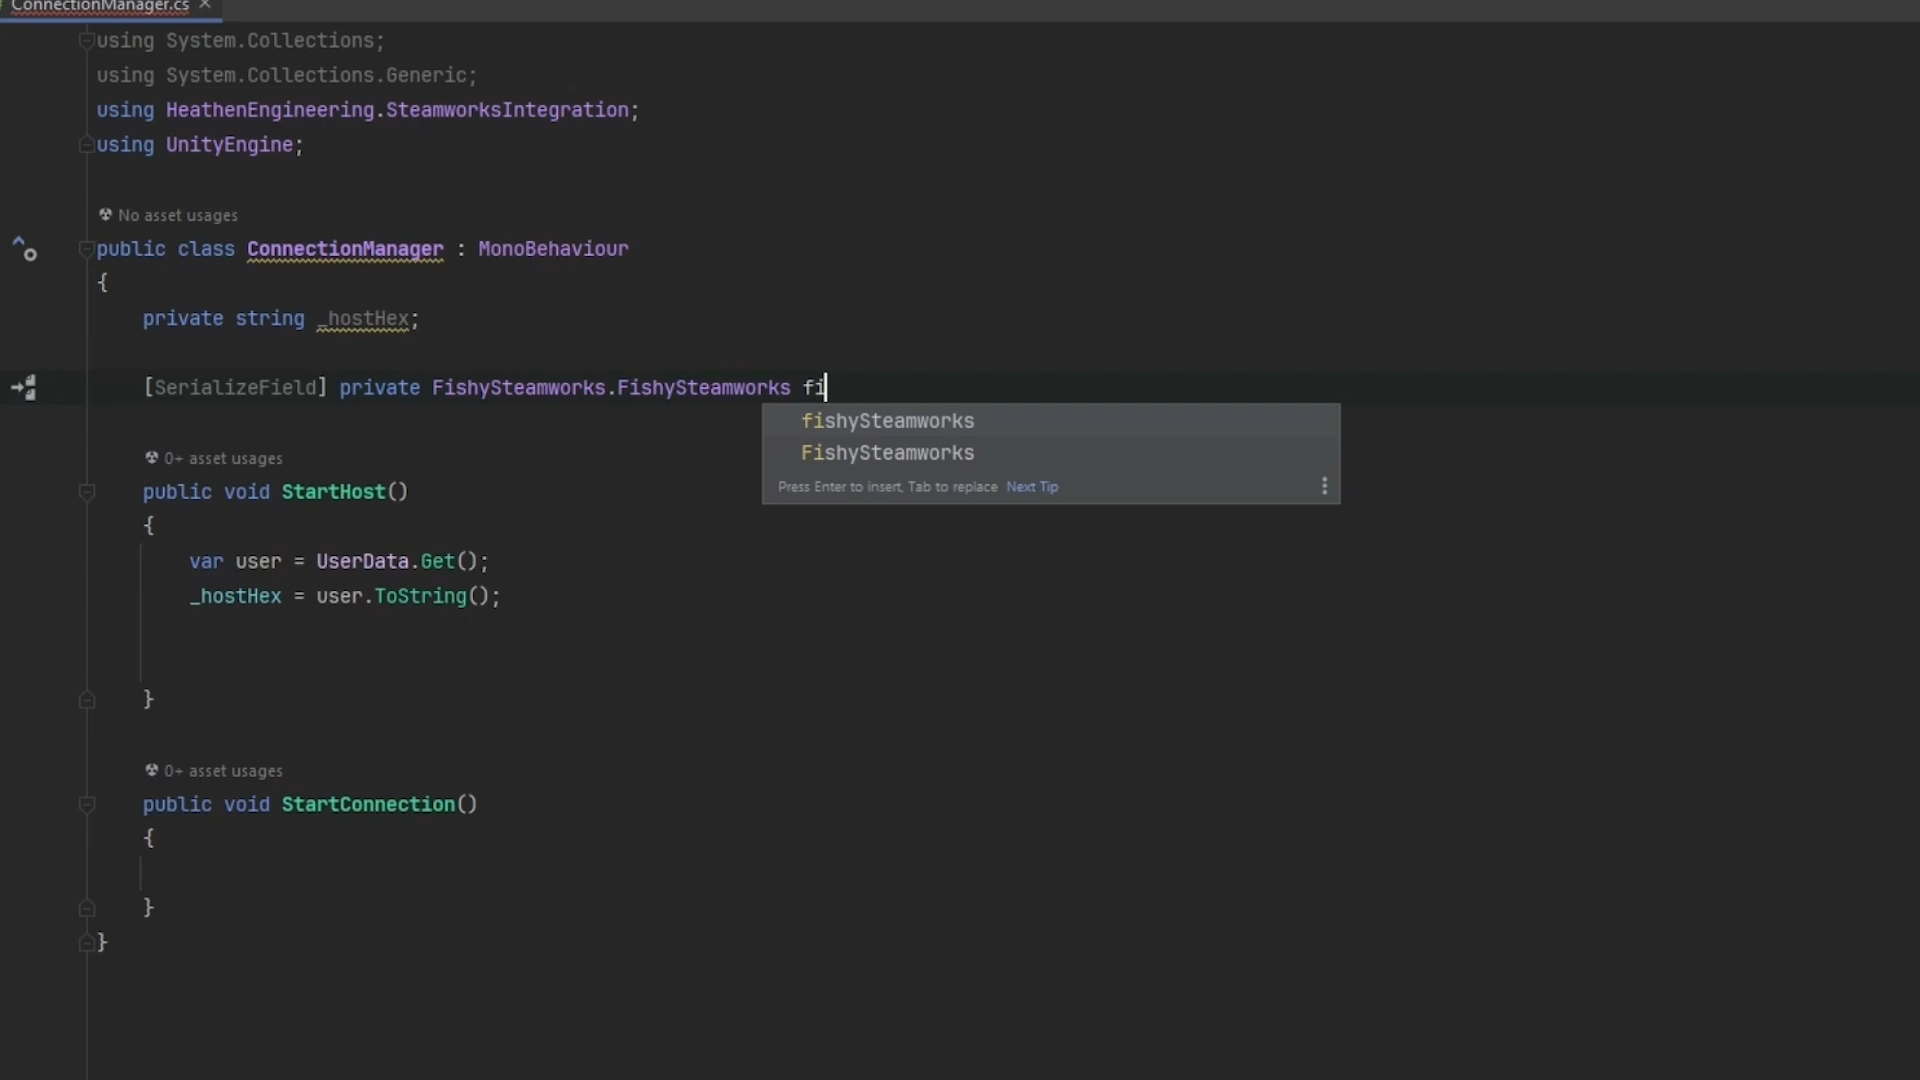 ConnectionManager.cs ×
using System.Collections;
using System.Collections.Generic;
using HeathenEngineering.SteamworksIntegration;
using UnityEngine;
No asset usages
public class ConnectionManager : MonoBehaviour
{
private string _hostHex;
[SerializeField] private FishySteamworks.FishySteamworks fi
fishySteamworks
FishySteamworks
Press Enter to insert, Tab to replace Next Tip
0+ asset usages
public void StartHost()
{
var user = UserData.Get();
_hostHex = user.ToString();
}
0+ asset usages
public void StartConnection()
{
}
}